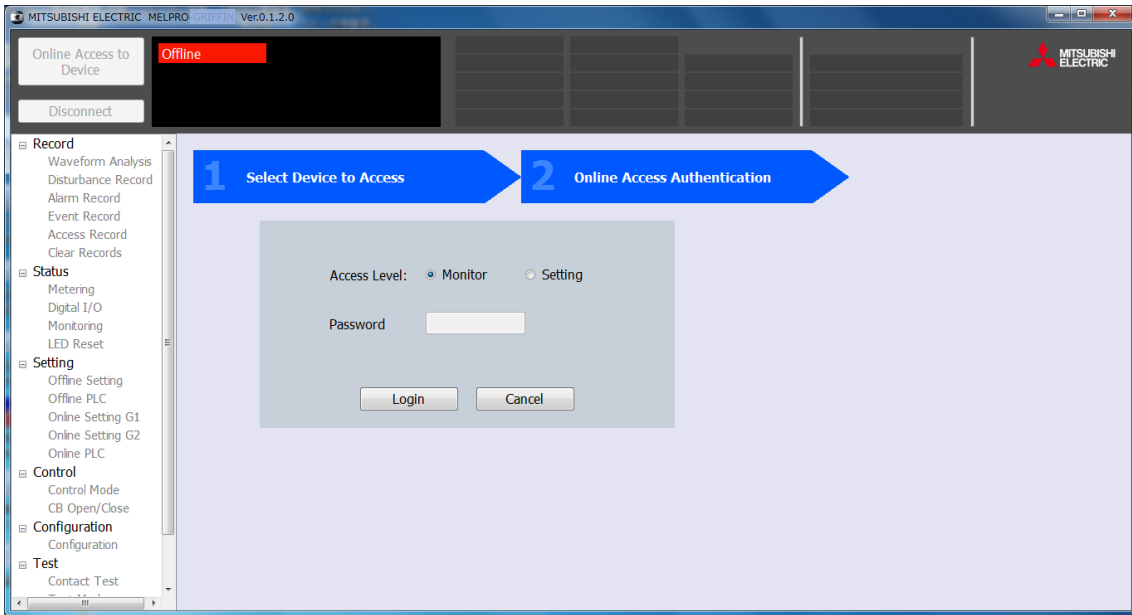 MITSUBISHI ELECTRIC MELPRO-GRIFFIN Ver.0.1.2.0
Online Access to
Device
Disconnect
Offline
MITSUBISHI
ELECTRIC
Record
Waveform Analysis
Disturbance Record
Alarm Record
Event Record
Access Record
Clear Records
Status
Metering
Digital I/O
Monitoring
LED Reset
Setting
Offline Setting
Offline PLC
Online Setting G1
Online Setting G2
Online PLC
Control
Control Mode
CB Open/Close
Configuration
Configuration
Test
Contact Test
1 Select Device to Access
2 Online Access Authentication
Access Level: Monitor Setting
Password
Login Cancel